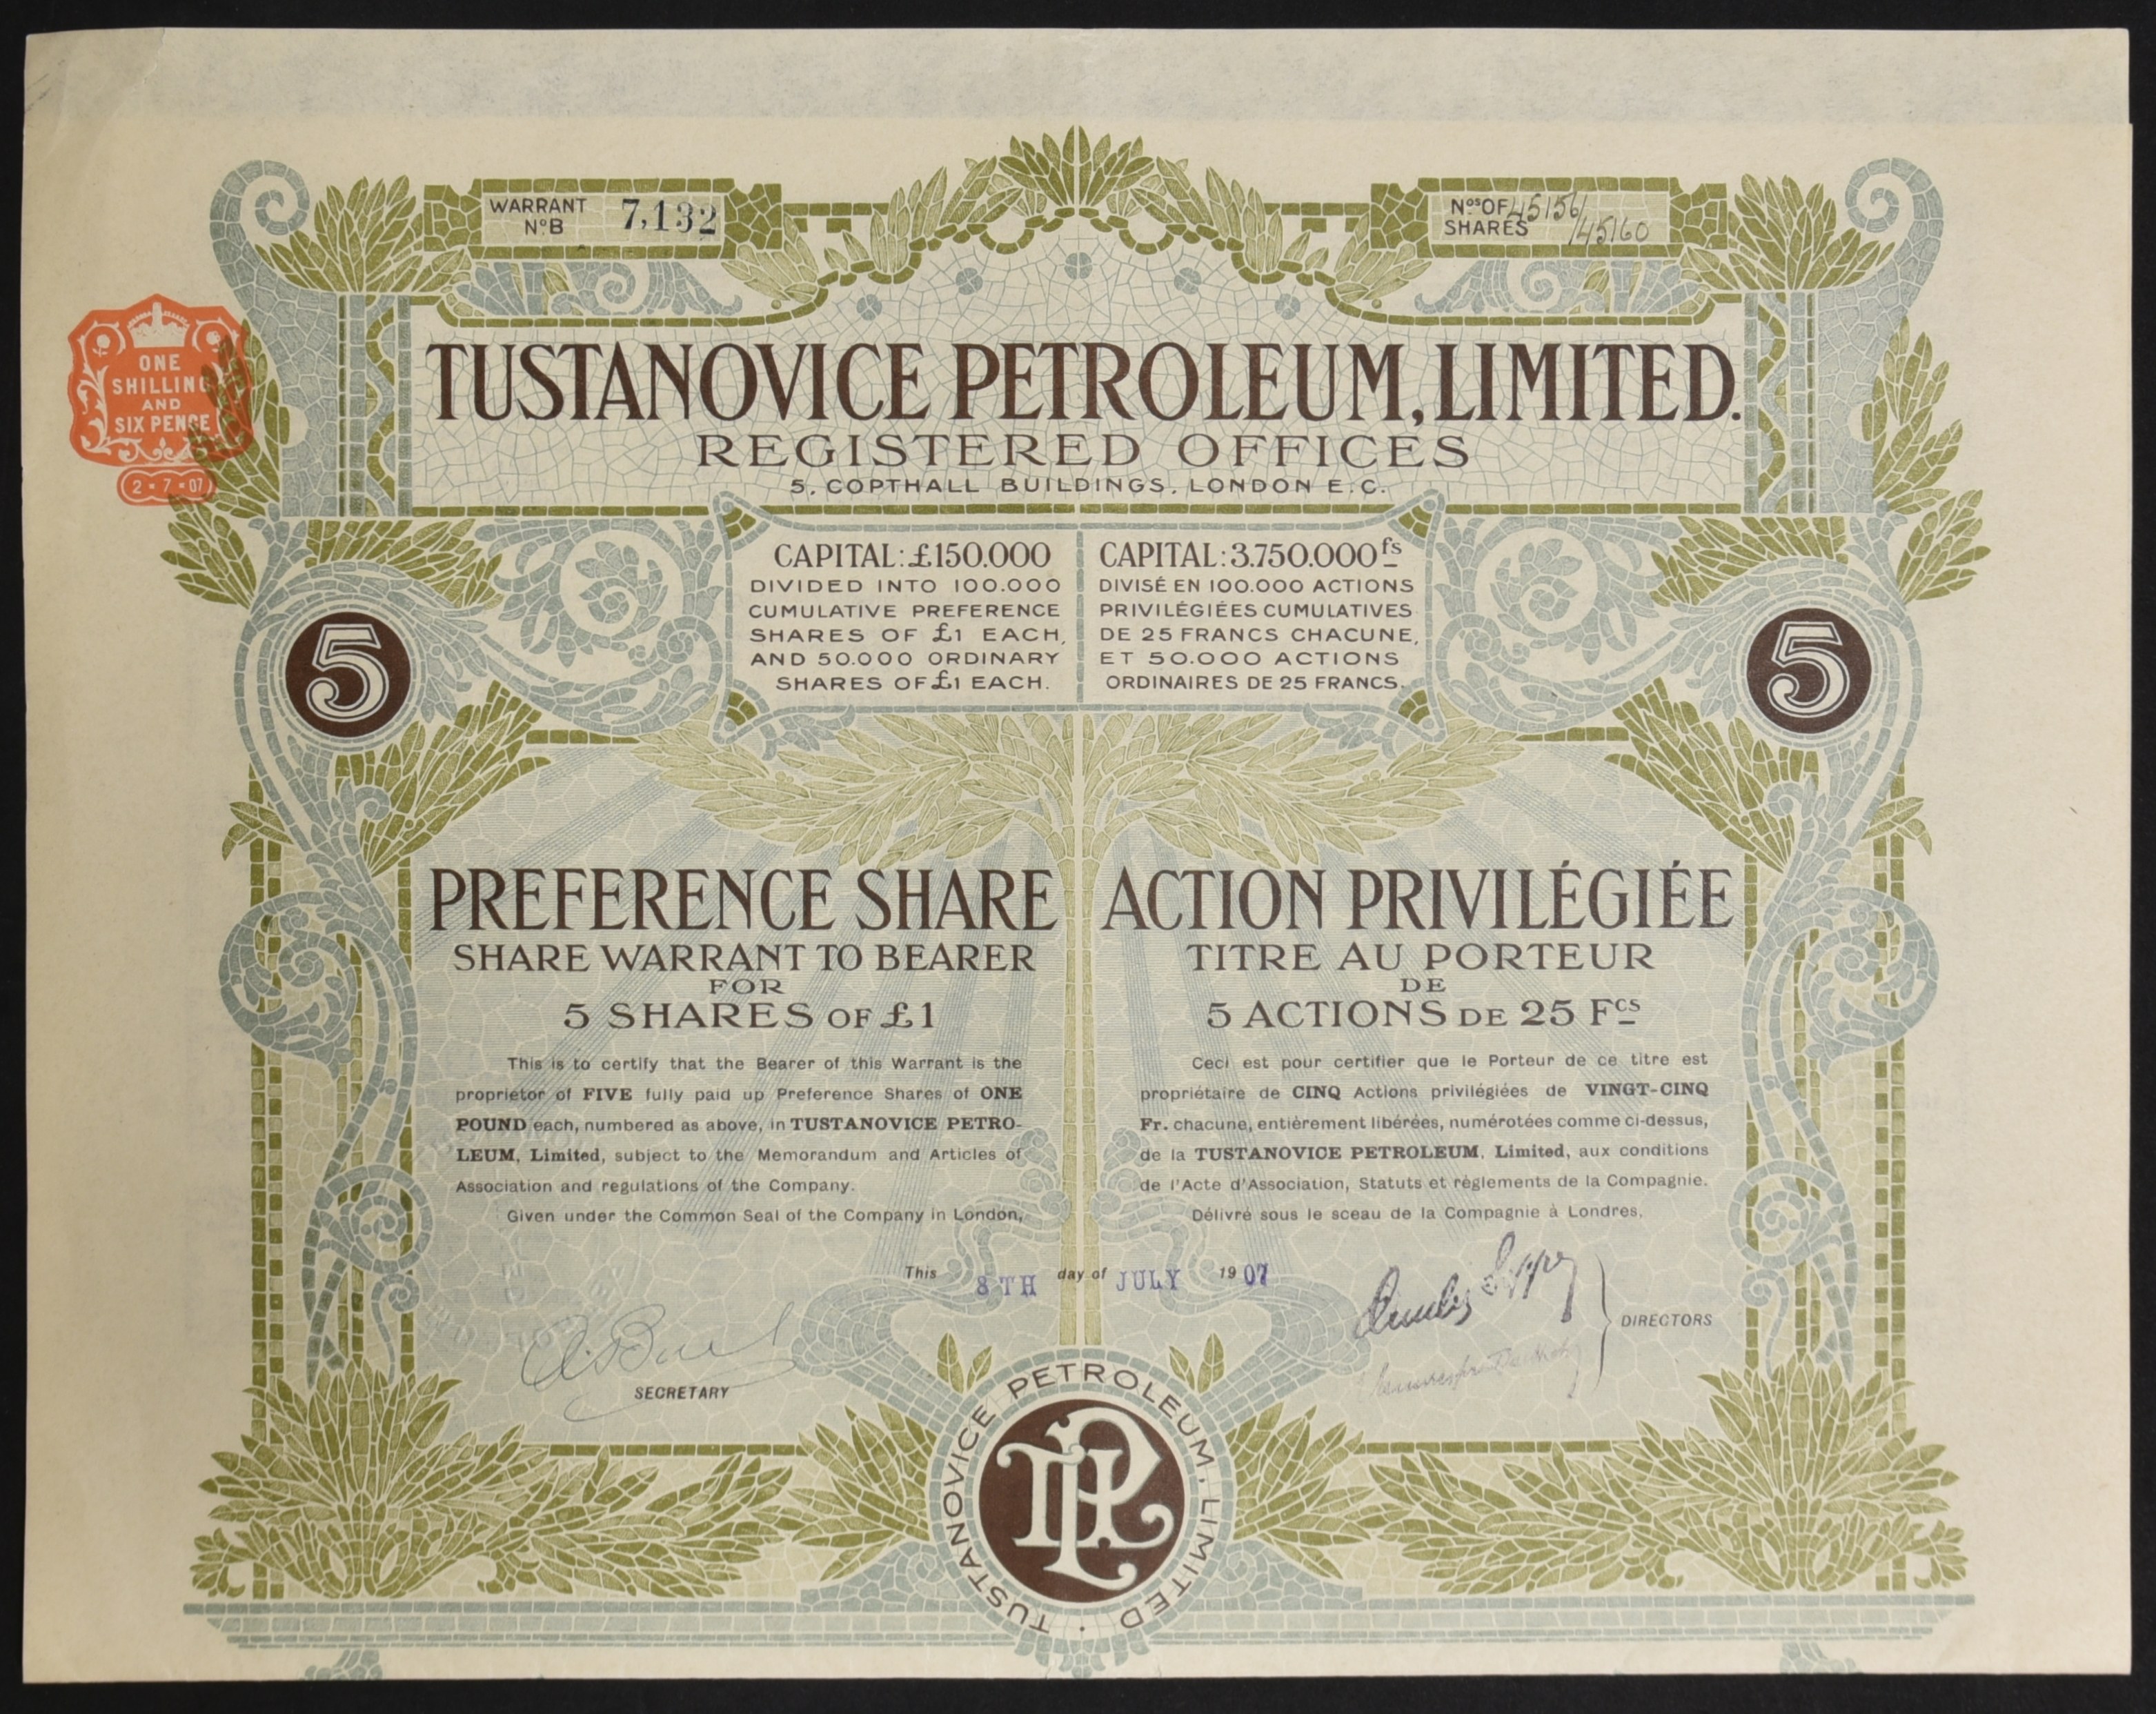 WARRANT
NºB 7,132
NºˢOF 45156
SHARES /45160
ONE
SHILLING
AND
SIX PENCE
2·7·07
TUSTANOVICE PETROLEUM, LIMITED.
REGISTERED OFFICES
5, COPTHALL BUILDINGS, LONDON E.C.
CAPITAL: £150.000
DIVIDED INTO 100.000
CUMULATIVE PREFERENCE
SHARES OF £1 EACH,
AND 50.000 ORDINARY
SHARES OF £1 EACH.
CAPITAL: 3.750.000 fs
DIVISÉ EN 100.000 ACTIONS
PRIVILÉGIÉES CUMULATIVES
DE 25 FRANCS CHACUNE,
ET 50.000 ACTIONS
ORDINAIRES DE 25 FRANCS.
5
5
PREFERENCE SHARE
SHARE WARRANT TO BEARER
FOR
5 SHARES OF £1
This is to certify that the Bearer of this Warrant is the
proprietor of FIVE fully paid up Preference Shares of ONE
POUND each, numbered as above, in TUSTANOVICE PETRO-
LEUM, Limited, subject to the Memorandum and Articles of
Association and regulations of the Company.
Given under the Common Seal of the Company in London,
ACTION PRIVILÉGIÉE
TITRE AU PORTEUR
DE
5 ACTIONS DE 25 Fcs
Ceci est pour certifier que le Porteur de ce titre est
propriétaire de CINQ Actions privilégiées de VINGT-CINQ
Fr. chacune, entièrement libérées, numérotées comme ci-dessus,
de la TUSTANOVICE PETROLEUM, Limited, aux conditions
de l'Acte d'Association, Statuts et règlements de la Compagnie.
Délivré sous le sceau de la Compagnie à Londres,
This 8TH day of JULY 1907
DIRECTORS
SECRETARY
TUSTANOVICE PETROLEUM, LIMITED
TPL